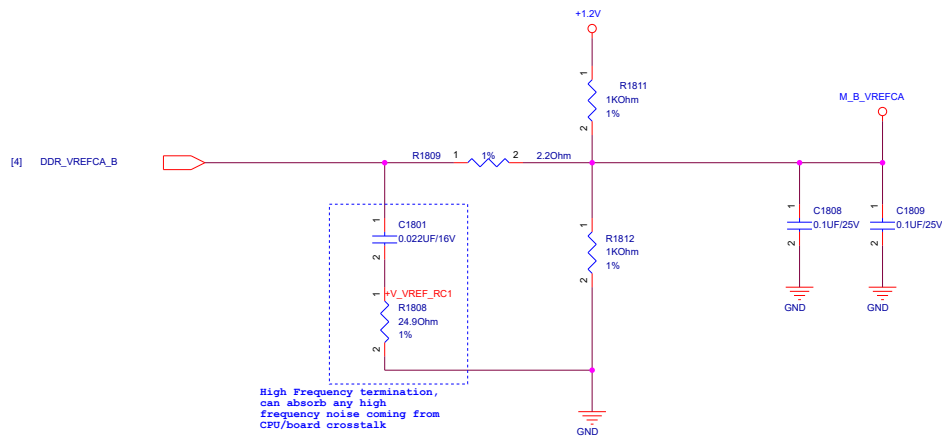 +1.2V
1
R1811
1KOhm
1%
2
M_B_VREFCA
[4] DDR_VREFCA_B
R1809 1 1% 2 2.2Ohm
1
C1801
0.022UF/16V
2
1
+V_VREF_RC1
R1808
24.9Ohm
1%
2
1
R1812
1KOhm
1%
2
1
C1808
0.1UF/25V
2
GND
1
C1809
0.1UF/25V
2
GND
High Frequency termination,
can absorb any high
frequency noise coming from
CPU/board crosstalk
GND